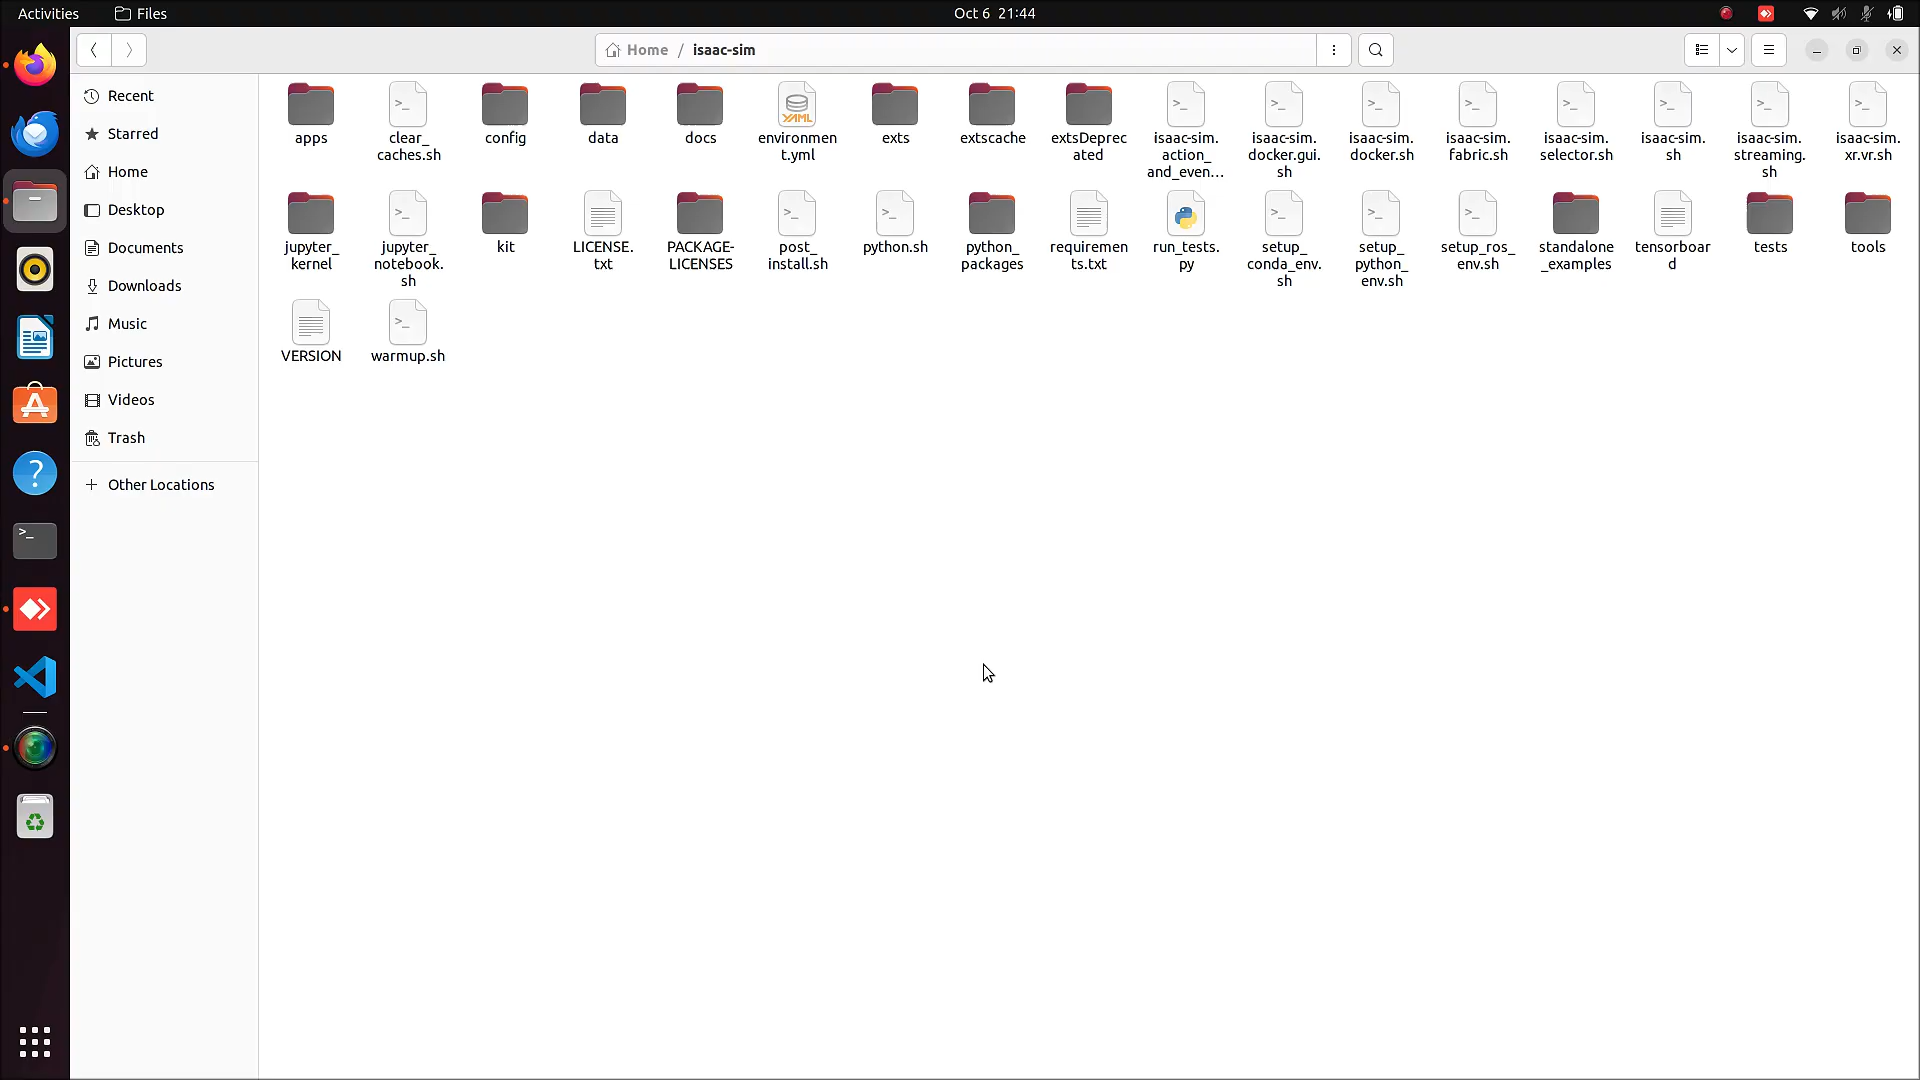 Activities
Files
Oct 6 21:44
Home / isaac-sim
Recent
Starred
Home
Desktop
Documents
Downloads
Music
Pictures
Videos
Trash
Other Locations
apps
clear_
caches.sh
config
data
docs
YAML
environmen
t.yml
exts
extscache
extsDeprec
ated
isaac-sim.
action_
and_even...
isaac-sim.
docker.gui.
sh
isaac-sim.
docker.sh
isaac-sim.
fabric.sh
isaac-sim.
selector.sh
isaac-sim.
sh
isaac-sim.
streaming.
sh
isaac-sim.
xr.vr.sh
jupyter_
kernel
jupyter_
notebook.
sh
kit
LICENSE.
txt
PACKAGE-
LICENSES
post_
install.sh
python.sh
python_
packages
requiremen
ts.txt
run_tests.
py
setup_
conda_env.
sh
setup_
python_
env.sh
setup_ros_
env.sh
standalone
_examples
tensorboar
d
tests
tools
VERSION
warmup.sh